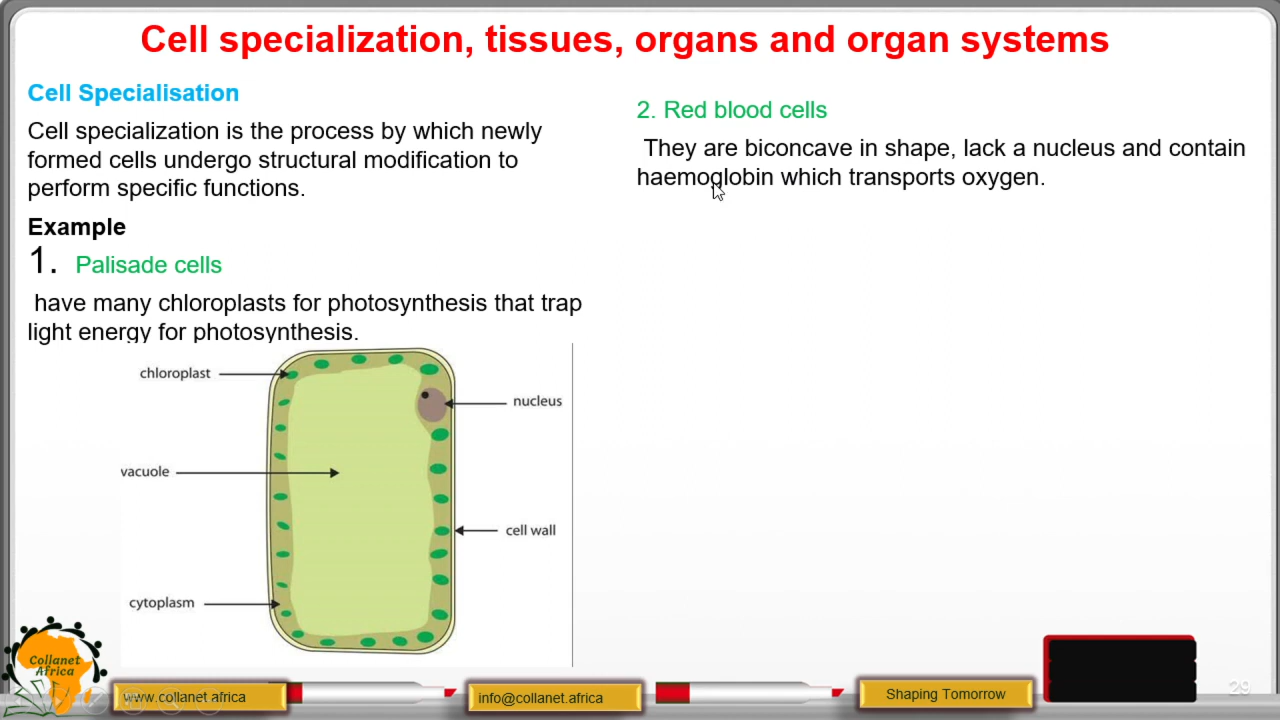 Cell specialization, tissues, organs and organ systems
Cell Specialisation
Cell specialization is the process by which newly
formed cells undergo structural modification to
perform specific functions.
Example
1. Palisade cells
have many chloroplasts for photosynthesis that trap
light energy for photosynthesis.
chloroplast
nucleus
vacuole
cell wall
cytoplasm
2. Red blood cells
They are biconcave in shape, lack a nucleus and contain
haemoglobin which transports oxygen.
Collanet
Africa
www.collanet.africa
info@collanet.africa
Shaping Tomorrow
29